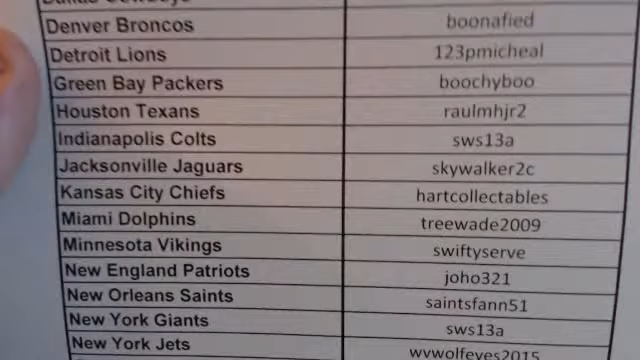 Denver Broncos boonafied
Detroit Lions 123pmicheal
Green Bay Packers boochyboo
Houston Texans raulmhjr2
Indianapolis Colts sws13a
Jacksonville Jaguars skywalker2c
Kansas City Chiefs hartcollectables
Miami Dolphins treewade2009
Minnesota Vikings swiftyserve
New England Patriots joho321
New Orleans Saints saintsfann51
New York Giants sws13a
New York Jets wvwolfeyes2015